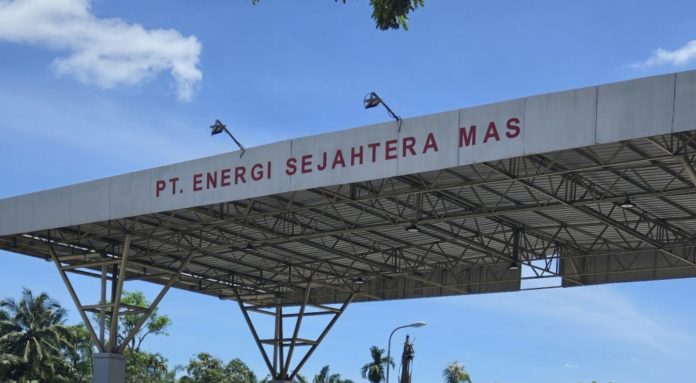 PT. ENERGI SEJAHTERA MAS